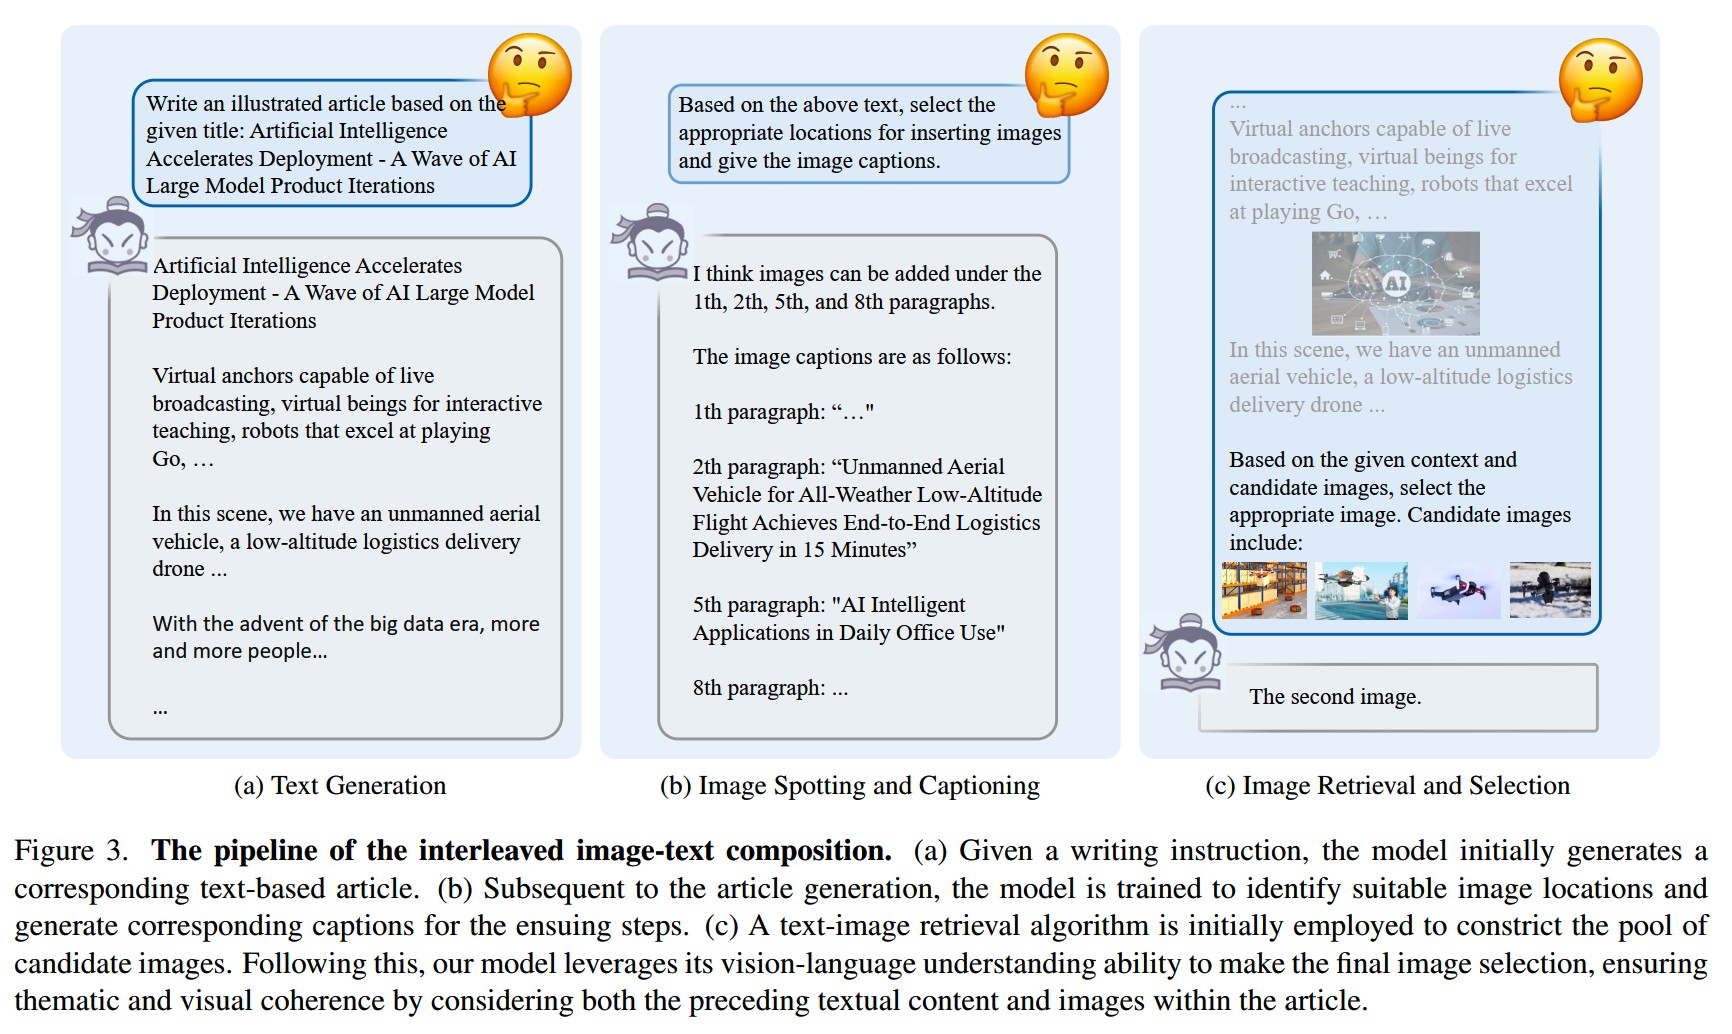 Write an illustrated article based on the
given title: Artificial Intelligence
Accelerates Deployment - A Wave of AI
Large Model Product Iterations
Artificial Intelligence Accelerates
Deployment - A Wave of AI Large Model
Product Iterations
Virtual anchors capable of live
broadcasting, virtual beings for interactive
teaching, robots that excel at playing
Go, …
In this scene, we have an unmanned aerial
vehicle, a low-altitude logistics delivery
drone ...
With the advent of the big data era, more
and more people...
...
(a) Text Generation
Based on the above text, select the
appropriate locations for inserting images
and give the image captions.
I think images can be added under the
1th, 2th, 5th, and 8th paragraphs.
The image captions are as follows:
1th paragraph: “…"
2th paragraph: “Unmanned Aerial
Vehicle for All-Weather Low-Altitude
Flight Achieves End-to-End Logistics
Delivery in 15 Minutes”
5th paragraph: "AI Intelligent
Applications in Daily Office Use"
8th paragraph: ...
(b) Image Spotting and Captioning
...
Virtual anchors capable of live
broadcasting, virtual beings for
interactive teaching, robots that excel
at playing Go, …
AI
In this scene, we have an unmanned
aerial vehicle, a low-altitude logistics
delivery drone ...
Based on the given context and
candidate images, select the
appropriate image. Candidate images
include:
The second image.
(c) Image Retrieval and Selection
Figure 3. The pipeline of the interleaved image-text composition. (a) Given a writing instruction, the model initially generates a
corresponding text-based article. (b) Subsequent to the article generation, the model is trained to identify suitable image locations and
generate corresponding captions for the ensuing steps. (c) A text-image retrieval algorithm is initially employed to constrict the pool of
candidate images. Following this, our model leverages its vision-language understanding ability to make the final image selection, ensuring
thematic and visual coherence by considering both the preceding textual content and images within the article.